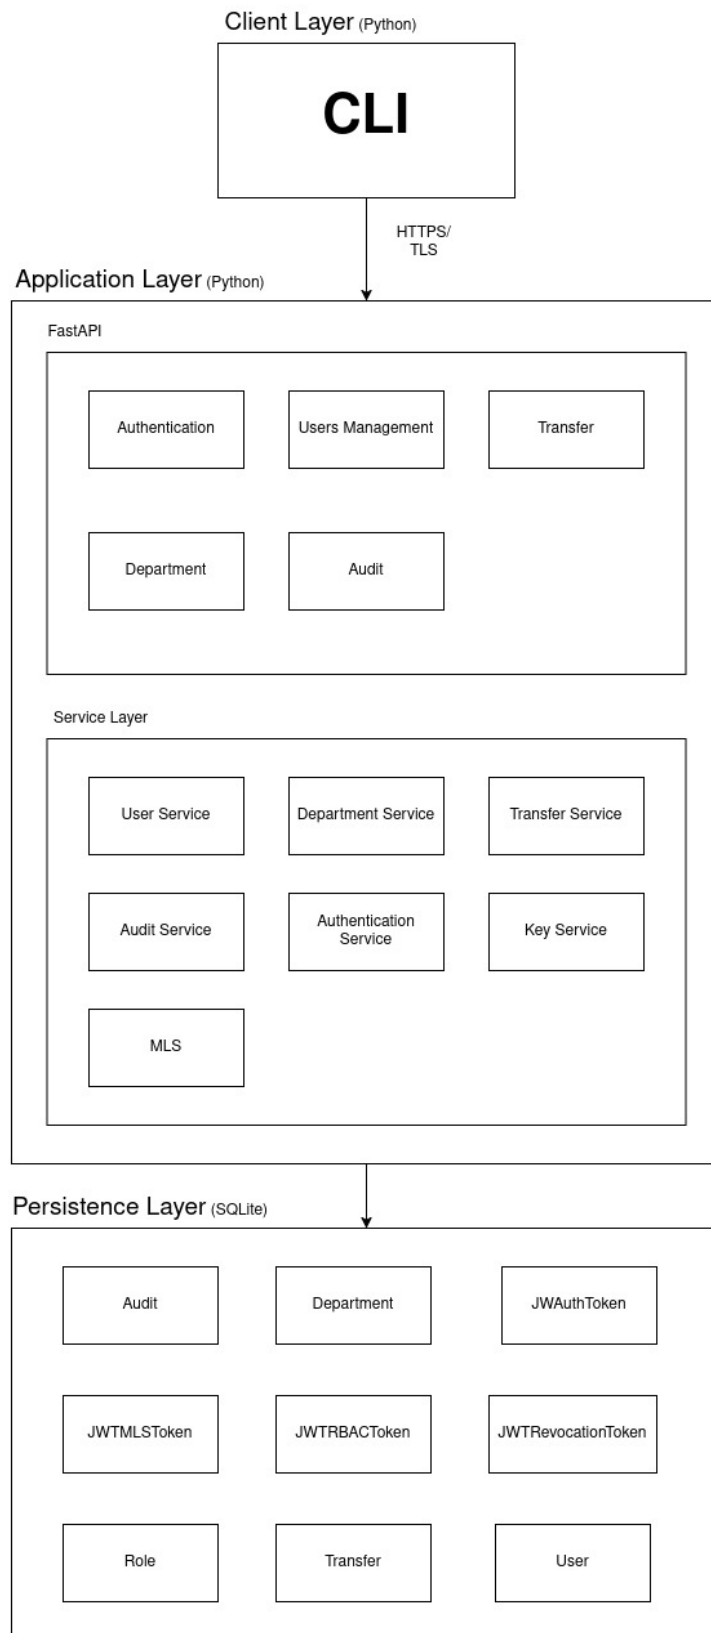 Client Layer (Python)
CLI
HTTPS/
TLS
Application Layer (Python)
FastAPI
Authentication
Users Management
Transfer
Department
Audit
Service Layer
User Service
Department Service
Transfer Service
Audit Service
Authentication
Service
Key Service
MLS
Persistence Layer (SQLite)
Audit
Department
JWAuthToken
JWTMLSToken
JWTRBACToken
JWTRevocationToken
Role
Transfer
User